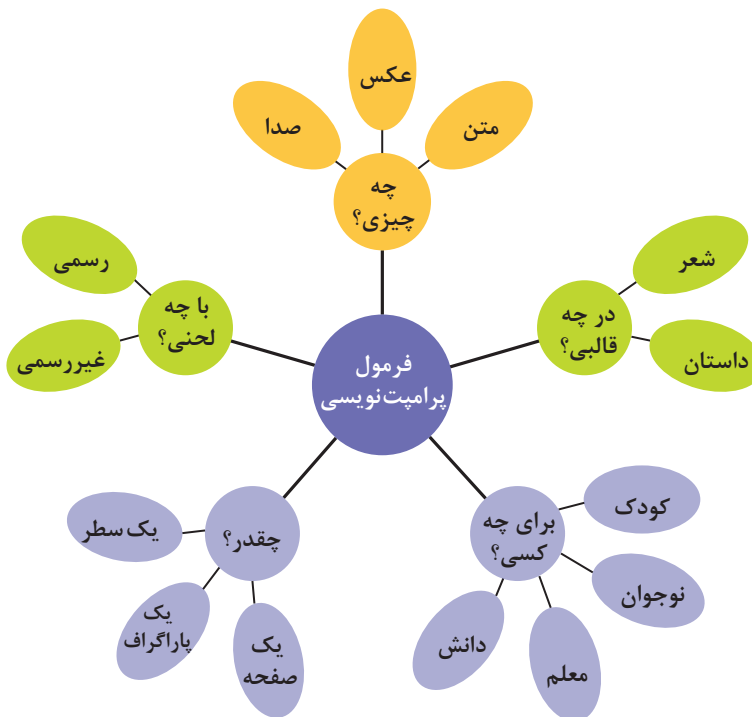 عکس
صدا
متن
چه
چیزی؟
رسمی
با چه
لحنی؟
غیررسمی
شعر
در چه
قالبی؟
داستان
فرمول
پرامپت‌نویسی
یک سطر
چقدر؟
یک
پاراگراف
یک
صفحه
برای چه
کسی؟
کودک
نوجوان
معلم
دانش